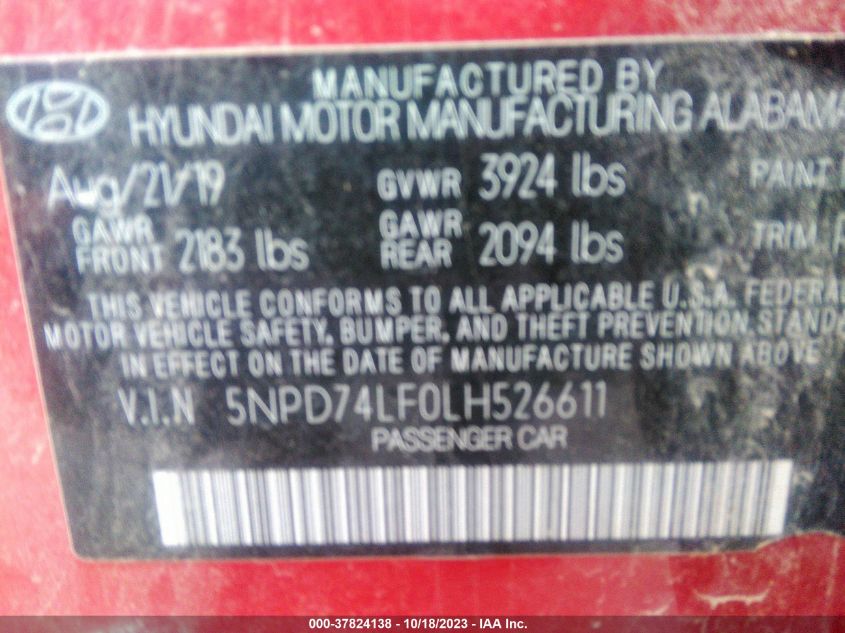 MANUFACTURED BY
HYUNDAI MOTOR MANUFACTURING ALABAMA
Aug/21/19 GVWR 3924 lbs PAINT
GAWR FRONT 2183 lbs GAWR REAR 2094 lbs TRIM
THIS VEHICLE CONFORMS TO ALL APPLICABLE U.S.A. FEDERAL
MOTOR VEHICLE SAFETY, BUMPER, AND THEFT PREVENTION STANDA
IN EFFECT ON THE DATE OF MANUFACTURE SHOWN ABOVE
V.I.N 5NPD74LF0LH526611
PASSENGER CAR
000-37824138 - 10/18/2023 - IAA Inc.